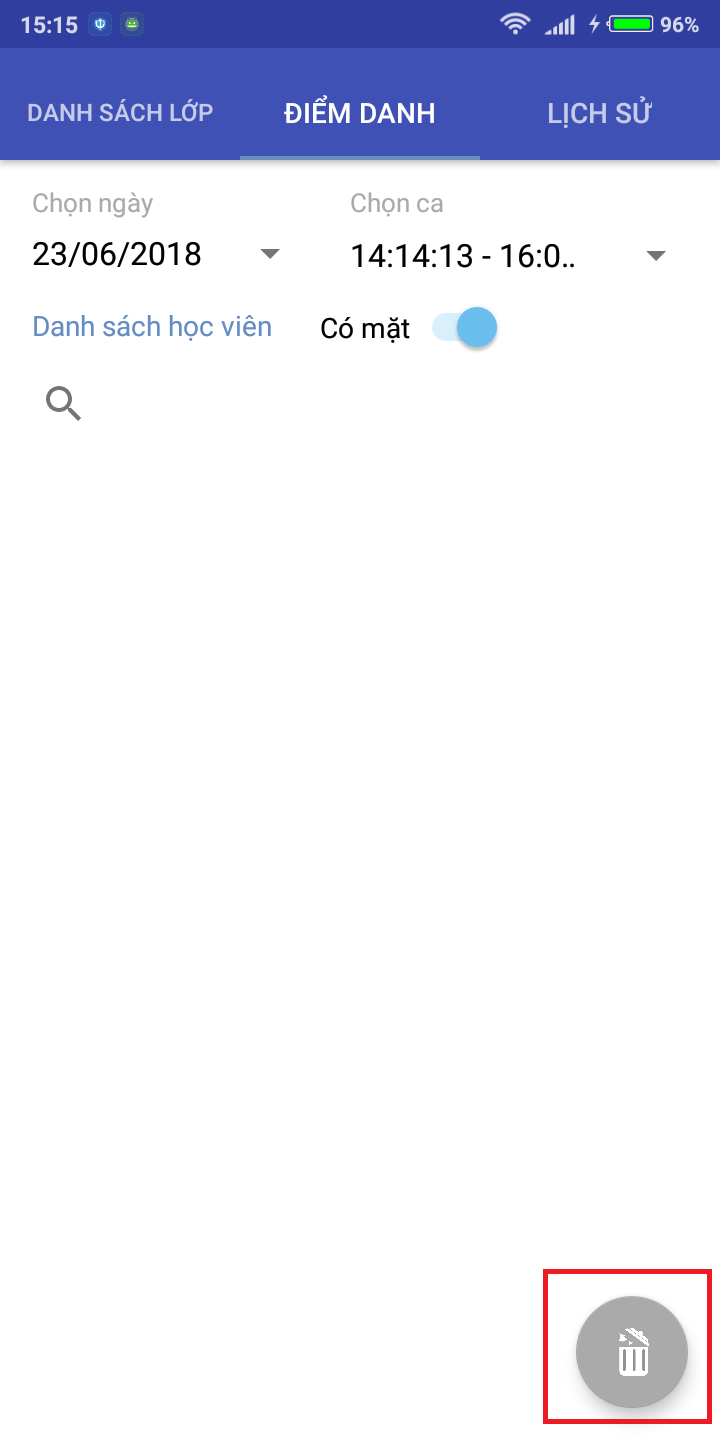 15:15 96%
DANH SÁCH LỚP ĐIỂM DANH LỊCH SỬ
Chọn ngày Chọn ca
23/06/2018 14:14:13 - 16:0..
Danh sách học viên Có mặt